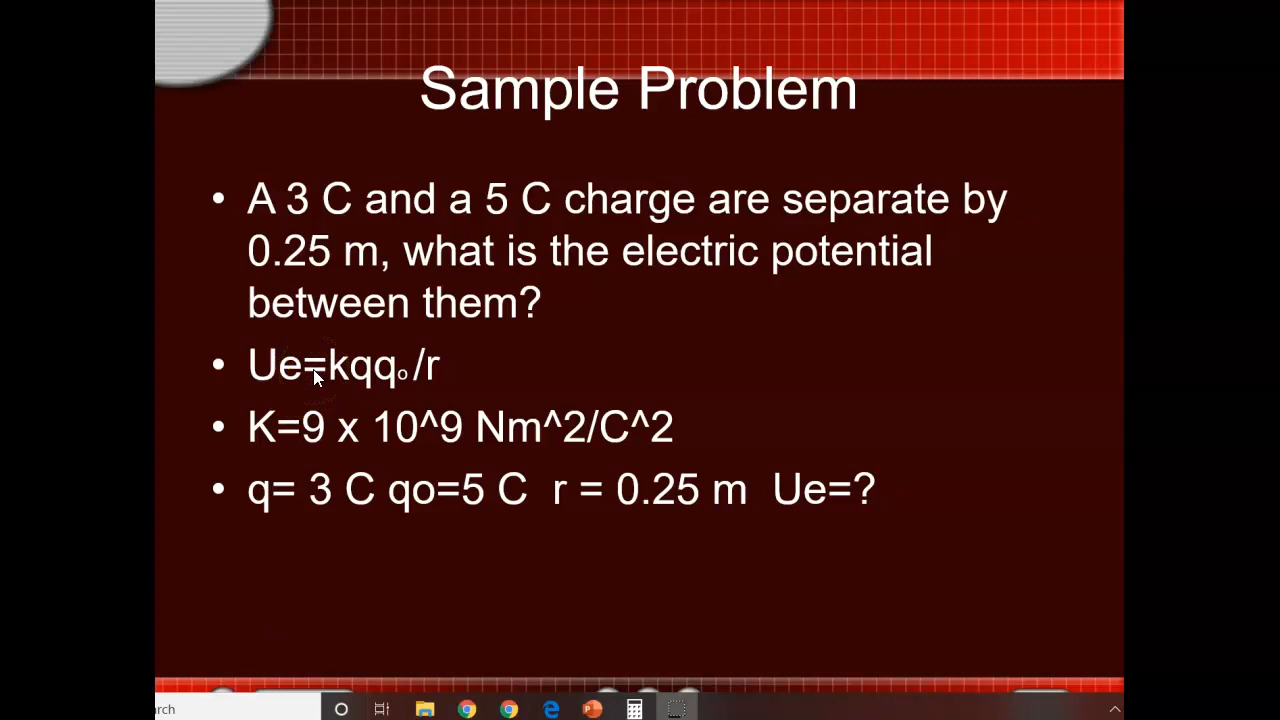 Sample Problem
• A 3 C and a 5 C charge are separate by
0.25 m, what is the electric potential
between them?
• Ue=kqqₒ/r
• K=9 x 10^9 Nm^2/C^2
• q= 3 C qo=5 C r = 0.25 m Ue=?
rch